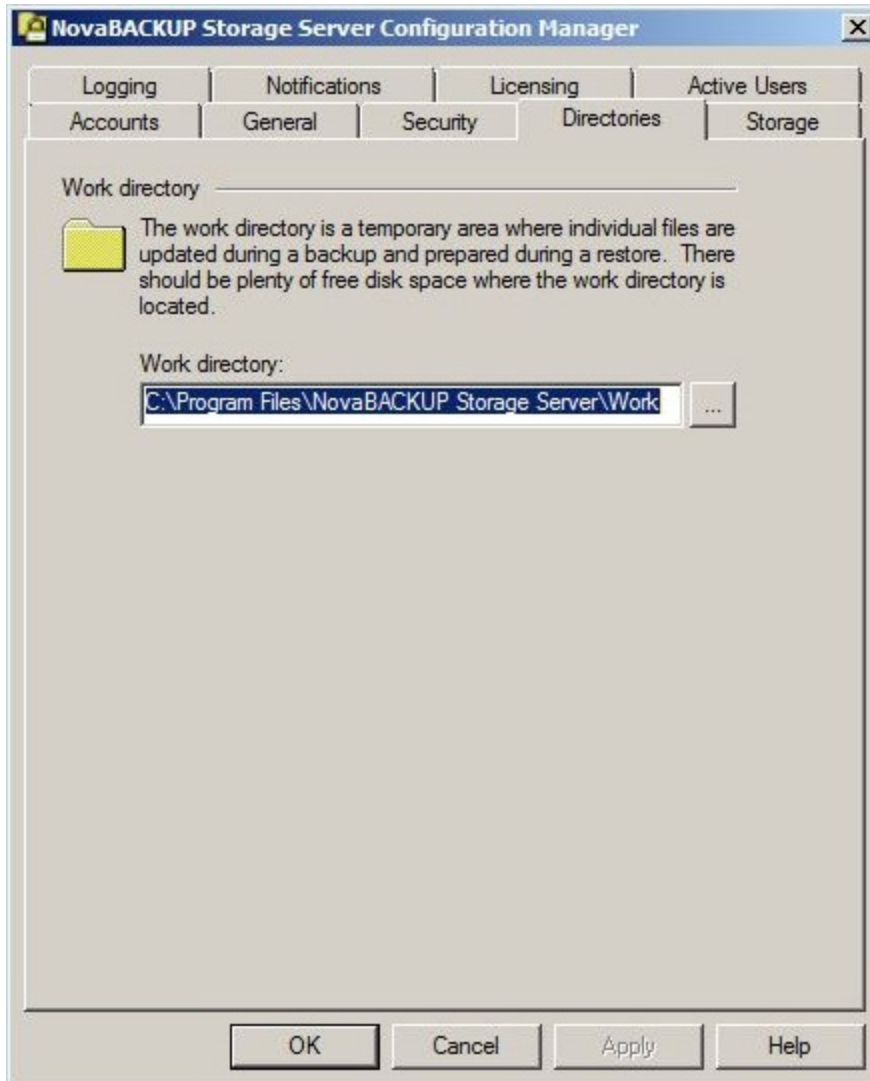 NovaBACKUP Storage Server Configuration Manager
Logging Notifications Licensing Active Users
Accounts General Security Directories Storage
Work directory
The work directory is a temporary area where individual files are
updated during a backup and prepared during a restore. There
should be plenty of free disk space where the work directory is
located.
Work directory:
C:\Program Files\NovaBACKUP Storage Server\Work ...
OK Cancel Apply Help